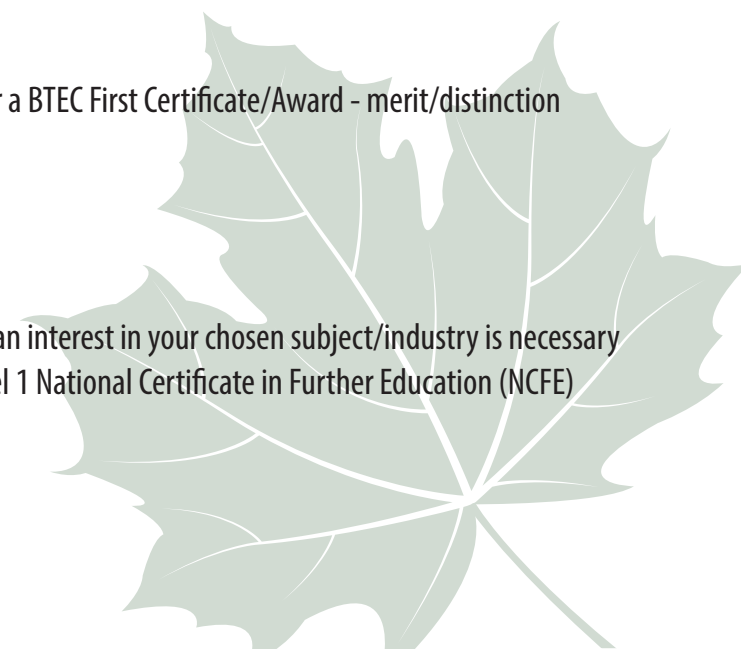 r a BTEC First Certificate/Award - merit/distinction
an interest in your chosen subject/industry is necessary
el 1 National Certificate in Further Education (NCFE)